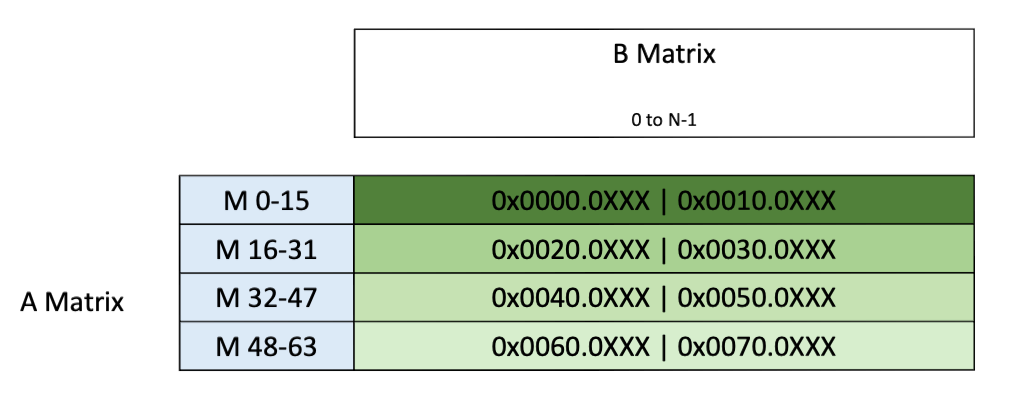 B Matrix
0 to N-1
M 0-15
0x0000.0XXX | 0x0010.0XXX
M 16-31
0x0020.0XXX | 0x0030.0XXX
A Matrix
M 32-47
0x0040.0XXX | 0x0050.0XXX
M 48-63
0x0060.0XXX | 0x0070.0XXX